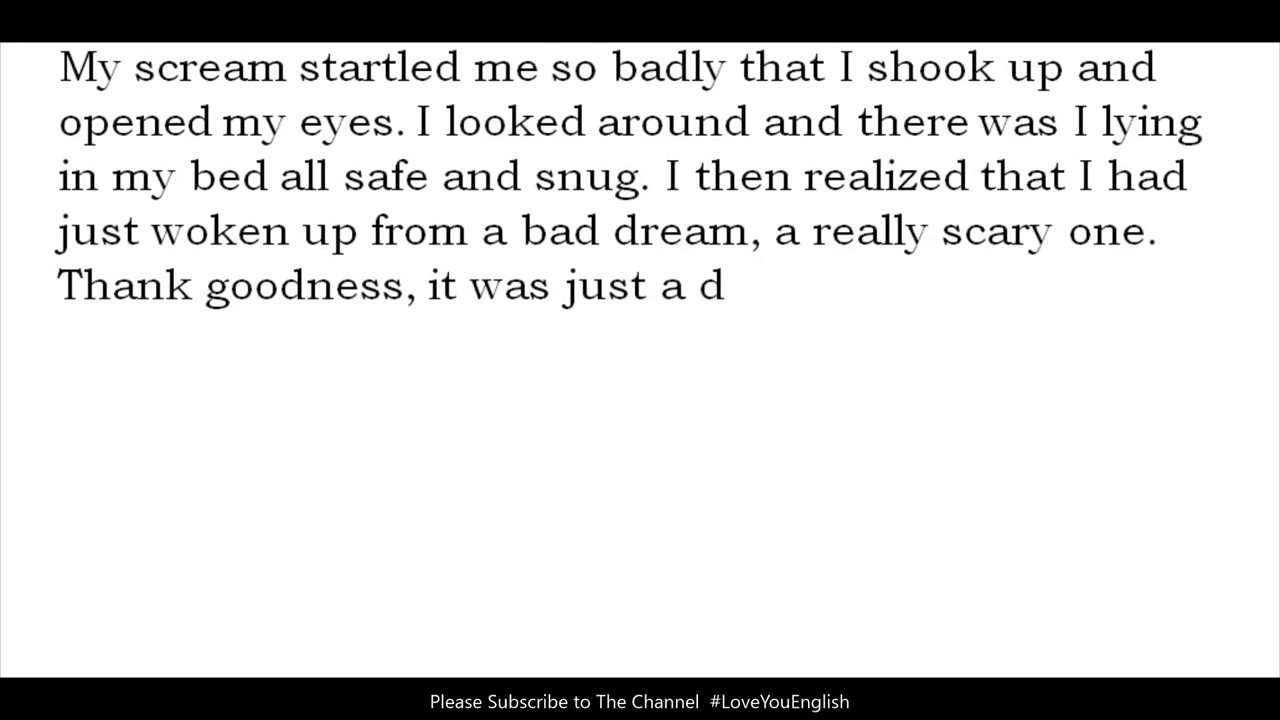 My scream startled me so badly that I shook up and
opened my eyes. I looked around and there was I lying
in my bed all safe and snug. I then realized that I had
just woken up from a bad dream, a really scary one.
Thank goodness, it was just a d
Please Subscribe to The Channel #LoveYouEnglish